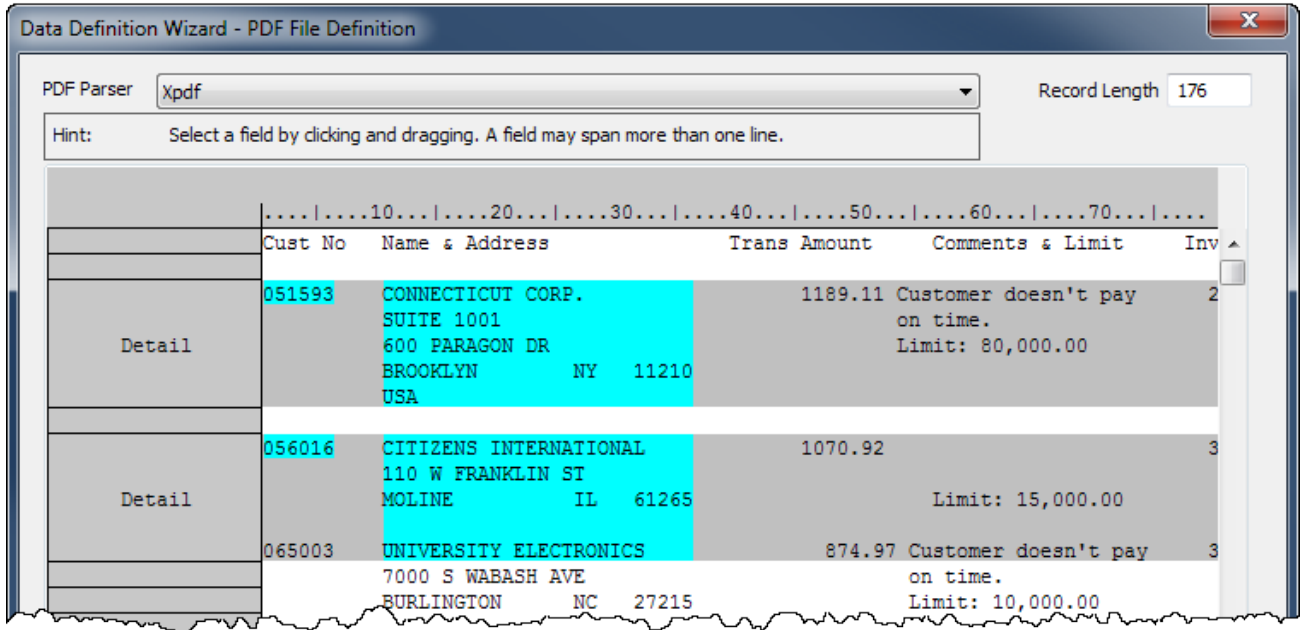 Data Definition Wizard - PDF File Definition
PDF Parser Xpdf Record Length 176
Hint: Select a field by clicking and dragging. A field may span more than one line.
....|....10...|....20...|....30...|....40...|....50...|....60...|....70...|....
Cust No Name & Address Trans Amount Comments & Limit Inv
051593 CONNECTICUT CORP. 1189.11 Customer doesn't pay 2
SUITE 1001 on time.
Detail 600 PARAGON DR Limit: 80,000.00
BROOKLYN NY 11210
USA
056016 CITIZENS INTERNATIONAL 1070.92 3
110 W FRANKLIN ST
Detail MOLINE IL 61265 Limit: 15,000.00
065003 UNIVERSITY ELECTRONICS 874.97 Customer doesn't pay 3
7000 S WABASH AVE on time.
BURLINGTON NC 27215 Limit: 10,000.00